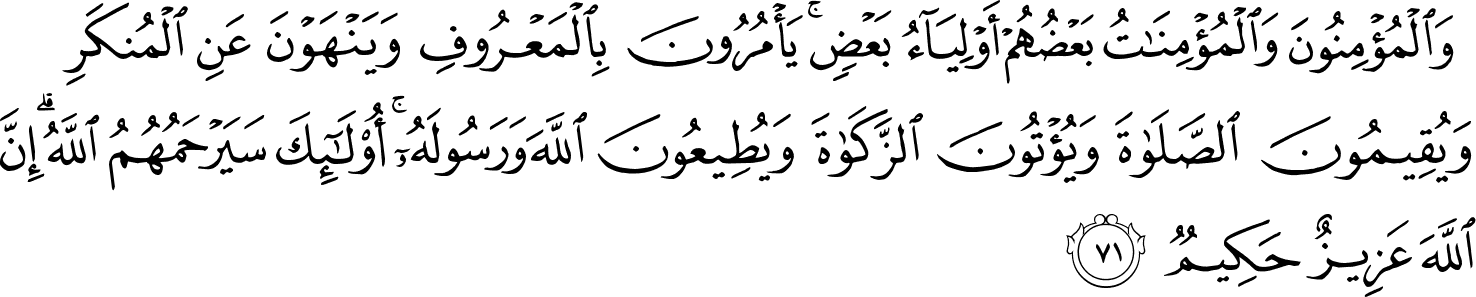 وَٱلۡمُؤۡمِنُونَ وَٱلۡمُؤۡمِنَٰتُ بَعۡضُهُمۡ أَوۡلِيَآءُ بَعۡضٖۚ يَأۡمُرُونَ بِٱلۡمَعۡرُوفِ وَيَنۡهَوۡنَ عَنِ ٱلۡمُنكَرِ
وَيُقِيمُونَ ٱلصَّلَوٰةَ وَيُؤۡتُونَ ٱلزَّكَوٰةَ وَيُطِيعُونَ ٱللَّهَ وَرَسُولَهُۥٓۚ أُوْلَٰٓئِكَ سَيَرۡحَمُهُمُ ٱللَّهُۗ إِنَّ
ٱللَّهَ عَزِيزٌ حَكِيمٞ ٧١